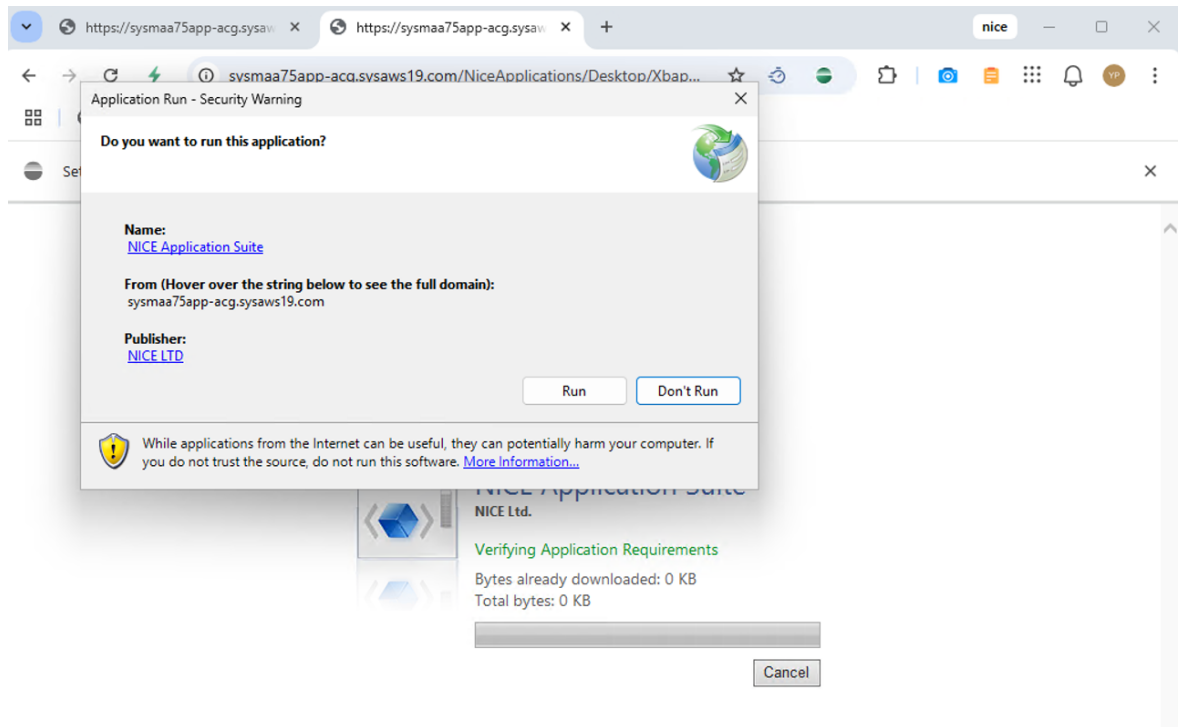 https://sysmaa75app-acg.sysaw
https://sysmaa75app-acg.sysaw
nice
sysmaa75app-acg.sysaws19.com/NiceApplications/Desktop/Xbap...
YP
Application Run - Security Warning
Do you want to run this application?
Set
Name:
NICE Application Suite
From (Hover over the string below to see the full domain):
sysmaa75app-acg.sysaws19.com
Publisher:
NICE LTD
Run
Don't Run
While applications from the Internet can be useful, they can potentially harm your computer. If
you do not trust the source, do not run this software. More Information...
NICE Application Suite
NICE Ltd.
Verifying Application Requirements
Bytes already downloaded: 0 KB
Total bytes: 0 KB
Cancel